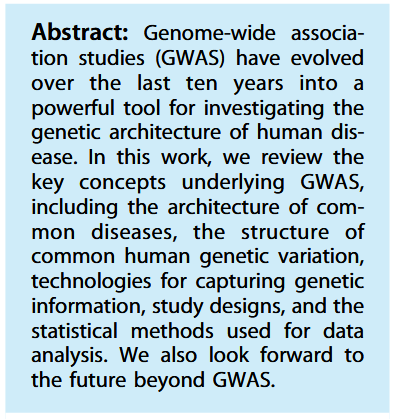 Abstract: Genome-wide associa-
tion studies (GWAS) have evolved
over the last ten years into a
powerful tool for investigating the
genetic architecture of human dis-
ease. In this work, we review the
key concepts underlying GWAS,
including the architecture of com-
mon diseases, the structure of
common human genetic variation,
technologies for capturing genetic
information, study designs, and the
statistical methods used for data
analysis. We also look forward to
the future beyond GWAS.